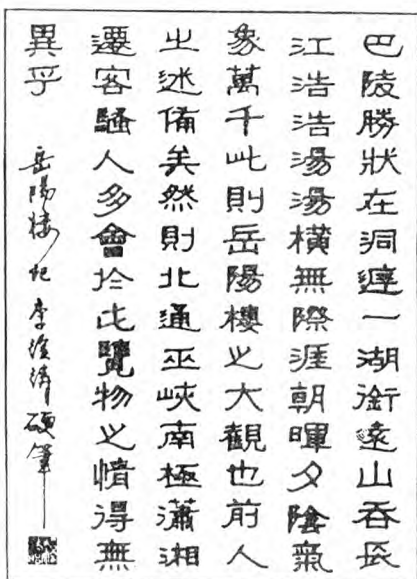 巴陵勝狀在洞庭一湖銜遠山吞長
江浩浩湯湯橫無際涯朝暉夕陰氣
象萬千此則岳陽樓之大觀也前人
之述備矣然則北通巫峽南極瀟湘
遷客騷人多會於此覽物之情得無
異乎
岳陽楼記 李 硬筆